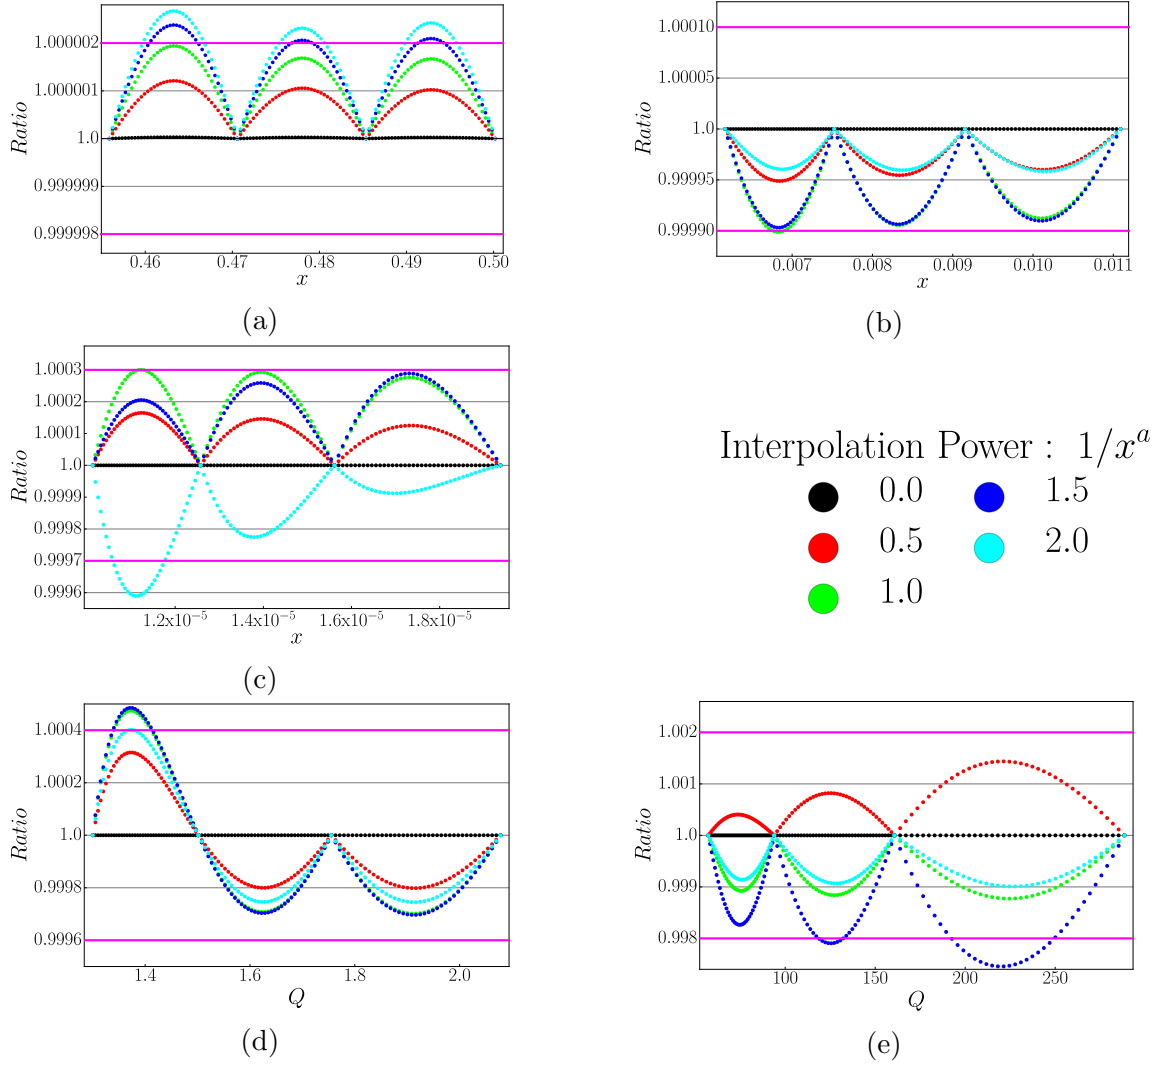 1.000002
1.000001
1.0
0.999999
0.999998
Ratio
0.46 0.47 0.48 0.49 0.50
x
(a)
1.00010
1.00005
1.0
0.99995
0.99990
Ratio
0.007 0.008 0.009 0.010 0.011
x
(b)
1.0003
1.0002
1.0001
1.0
0.9999
0.9998
0.9997
0.9996
Ratio
1.2x10⁻⁵ 1.4x10⁻⁵ 1.6x10⁻⁵ 1.8x10⁻⁵
x
(c)
Interpolation Power : 1/xᵃ
0.0 1.5
0.5 2.0
1.0
1.0004
1.0002
1.0
0.9998
0.9996
Ratio
1.4 1.6 1.8 2.0
Q
(d)
1.002
1.001
1.0
0.999
0.998
Ratio
100 150 200 250
Q
(e)